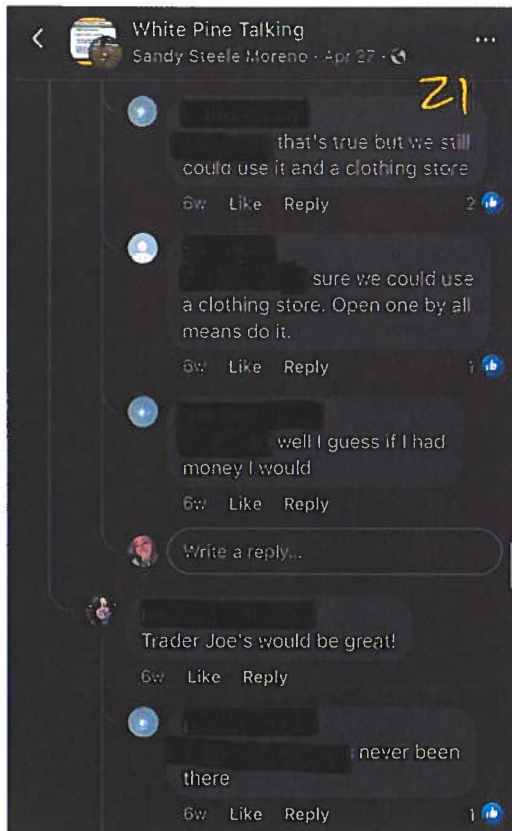 White Pine Talking
Sandy Steele Moreno · Apr 27 ·
21
that's true but we still
could use it and a clothing store
6w Like Reply 2
sure we could use
a clothing store. Open one by all
means do it.
6w Like Reply 1
well I guess if I had
money I would
6w Like Reply
Write a reply...
Trader Joe's would be great!
6w Like Reply
never been
there
6w Like Reply 1